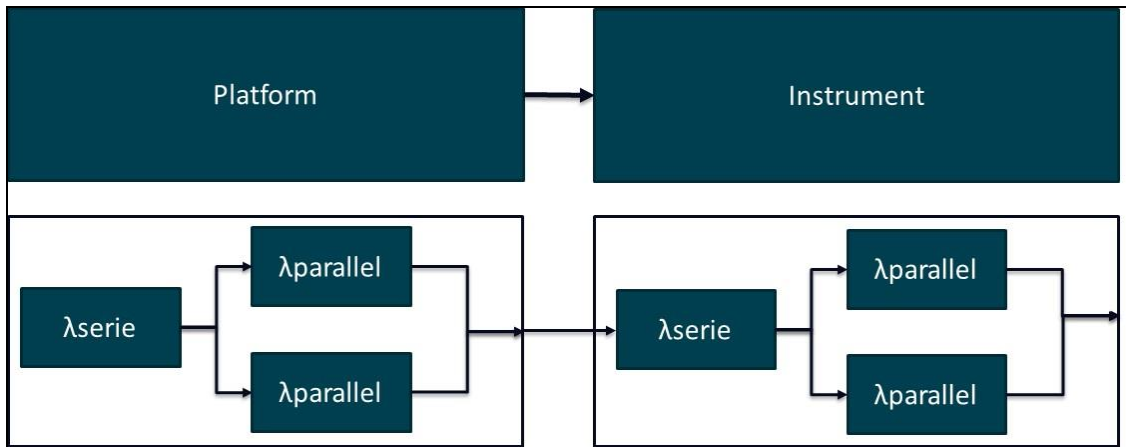 Platform
Instrument
λserie
λparallel
λparallel
λserie
λparallel
λparallel